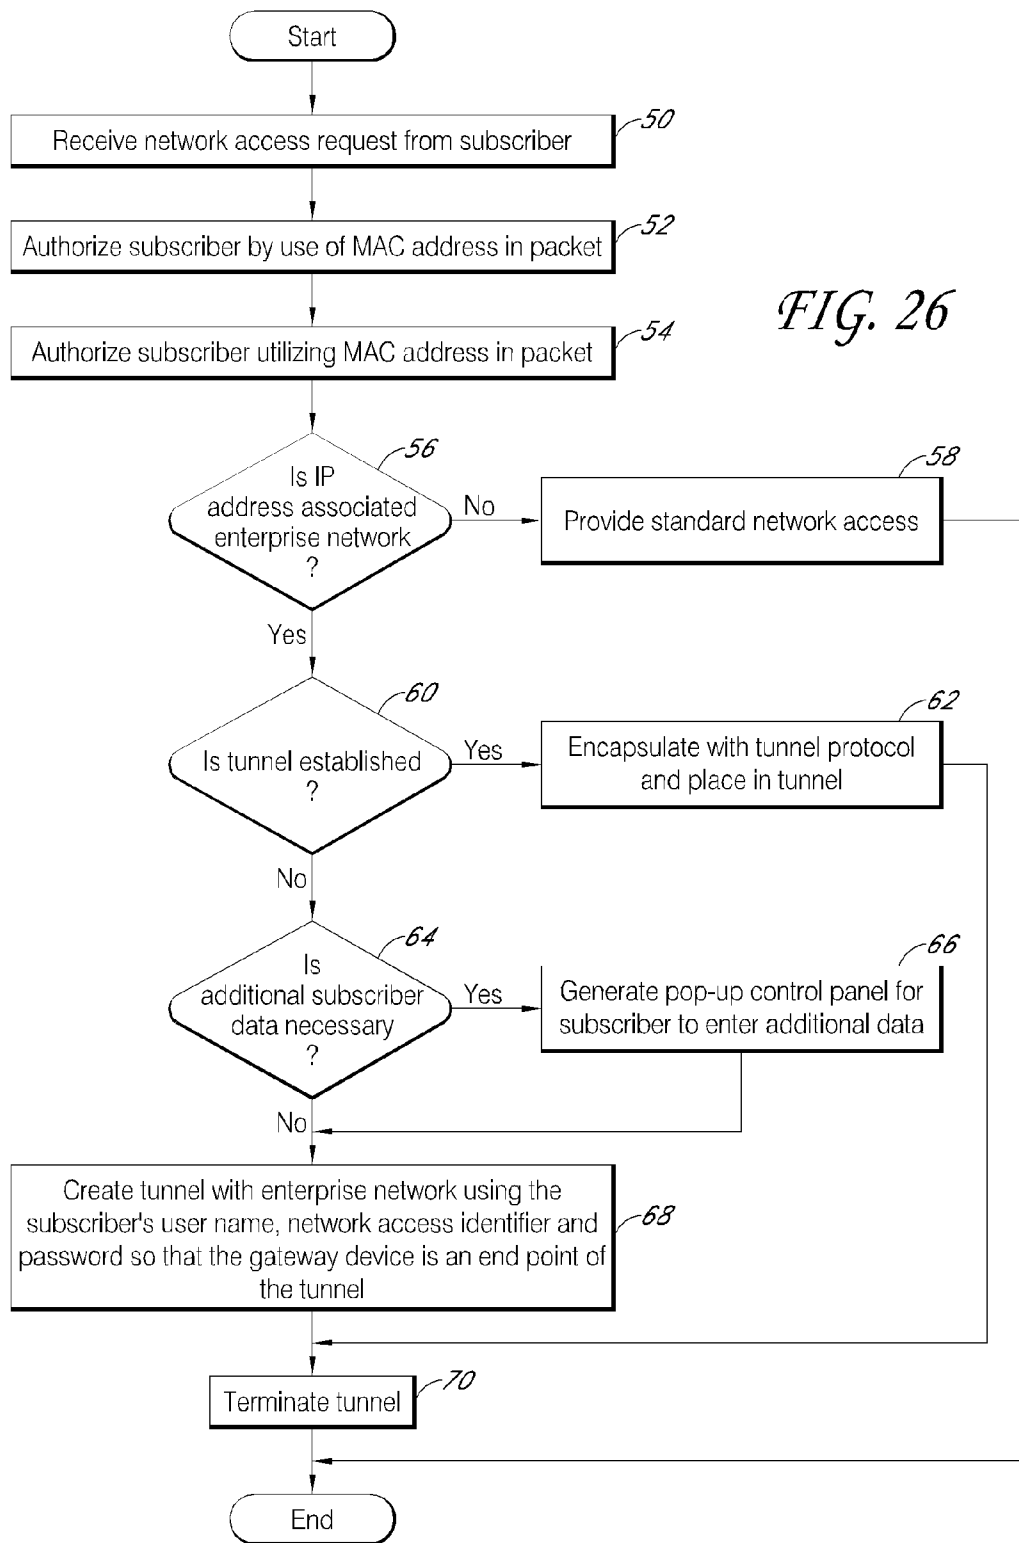 Start
50
Receive network access request from subscriber
52
Authorize subscriber by use of MAC address in packet
FIG. 26
54
Authorize subscriber utilizing MAC address in packet
56
Is IP
address associated
enterprise network
?
No
58
Provide standard network access
Yes
60
Is tunnel established
?
Yes
62
Encapsulate with tunnel protocol
and place in tunnel
No
64
Is
additional subscriber
data necessary
?
Yes
66
Generate pop-up control panel for
subscriber to enter additional data
No
Create tunnel with enterprise network using the
subscriber's user name, network access identifier and
password so that the gateway device is an end point of
the tunnel
68
70
Terminate tunnel
End